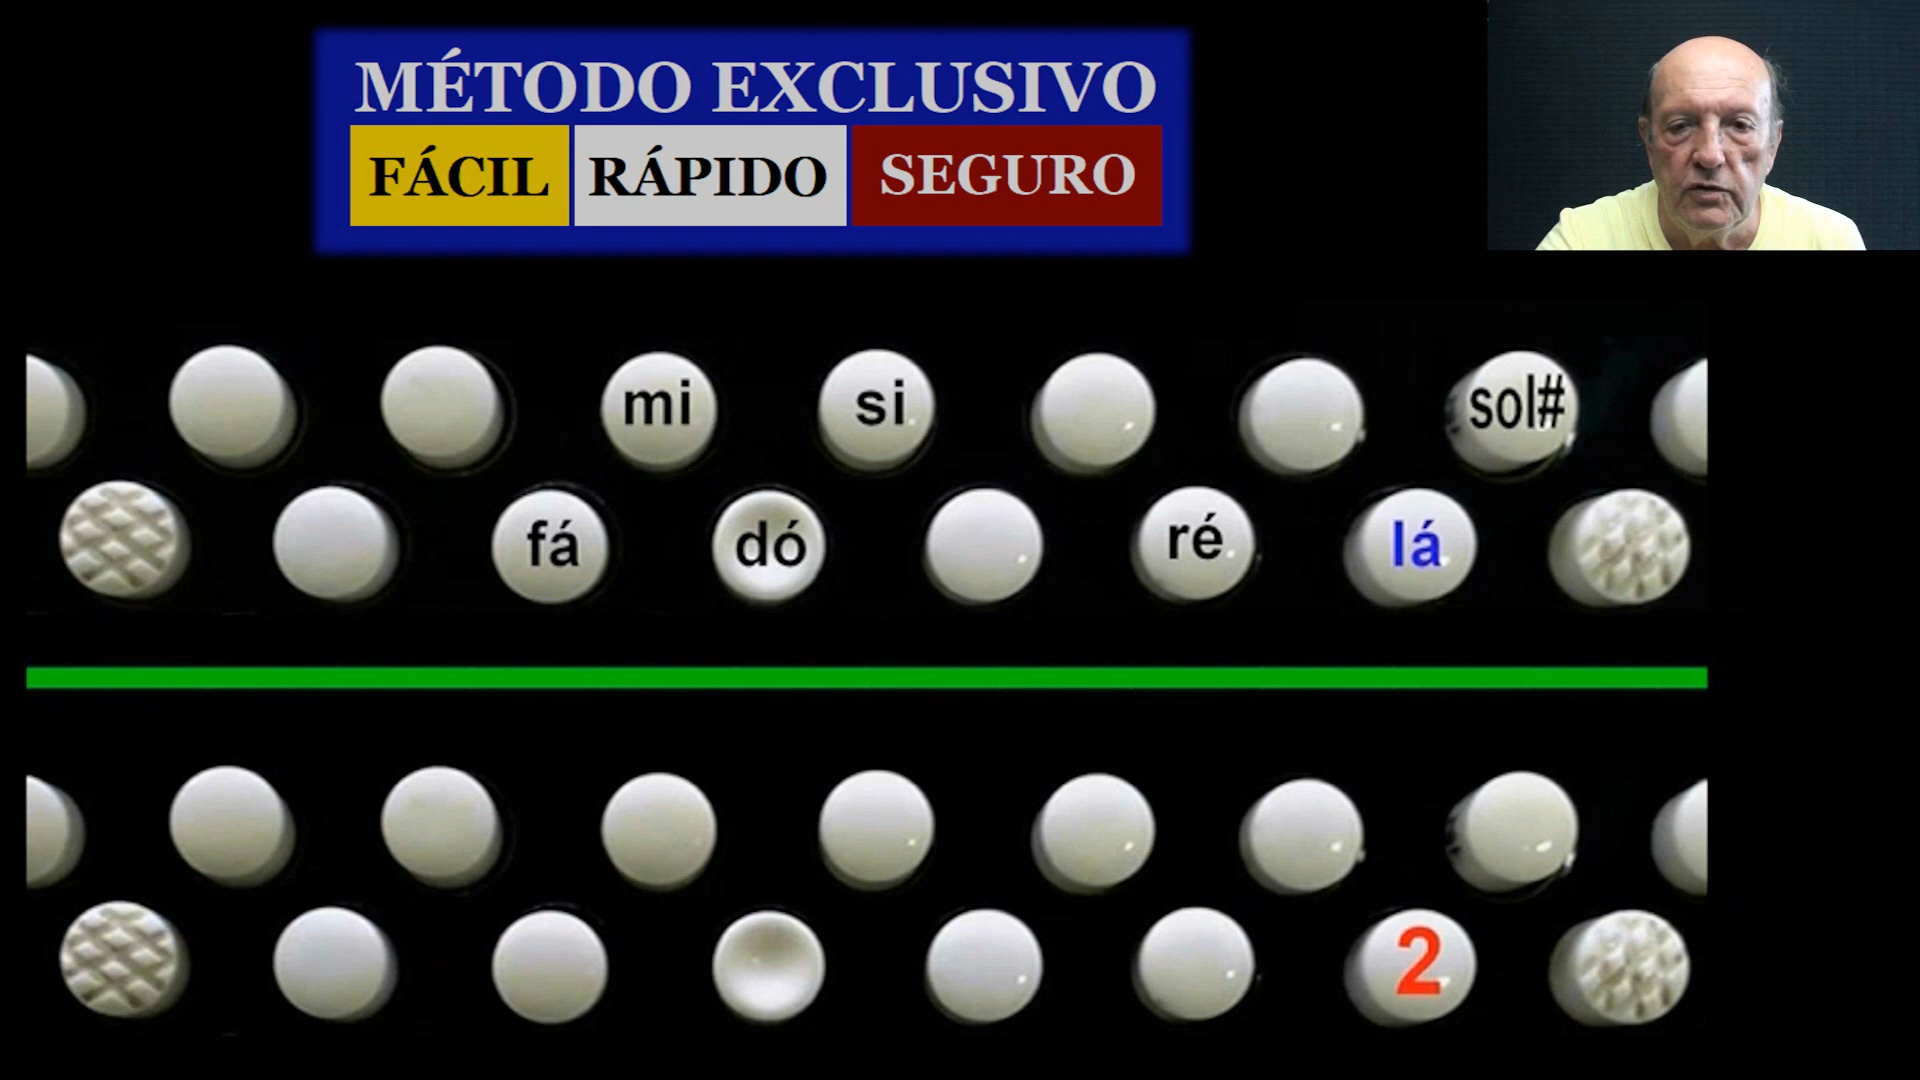 MÉTODO EXCLUSIVO
FÁCIL RÁPIDO SEGURO
mi si sol#
fá dó ré lá
2